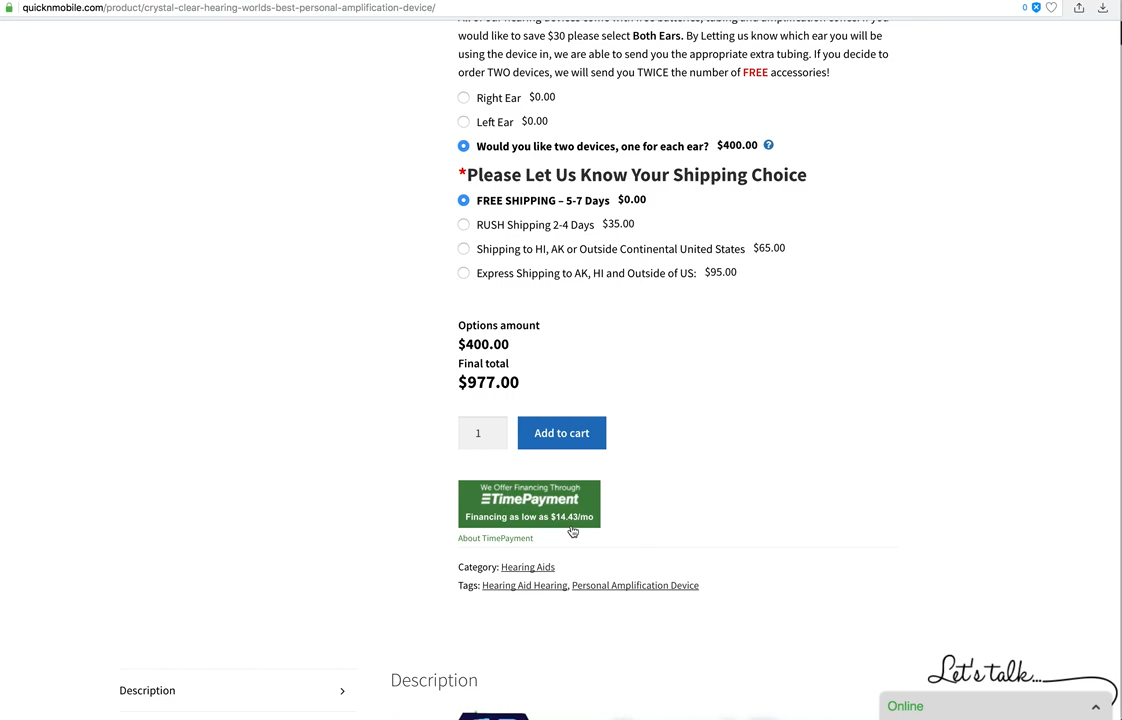 quicknmobile.com/product/crystal-clear-hearing-worlds-best-personal-amplification-device/
0
would like to save $30 please select Both Ears. By Letting us know which ear you will be
using the device in, we are able to send you the appropriate extra tubing. If you decide to
order TWO devices, we will send you TWICE the number of FREE accessories!
Right Ear $0.00
Left Ear $0.00
Would you like two devices, one for each ear? $400.00 ?
*Please Let Us Know Your Shipping Choice
FREE SHIPPING – 5-7 Days $0.00
RUSH Shipping 2-4 Days $35.00
Shipping to HI, AK or Outside Continental United States $65.00
Express Shipping to AK, HI and Outside of US: $95.00
Options amount
$400.00
Final total
$977.00
1 Add to cart
We Offer Financing Through
TimePayment
Financing as low as $14.43/mo
About TimePayment
Category: Hearing Aids
Tags: Hearing Aid Hearing, Personal Amplification Device
Let's talk...
Description
Description
Online